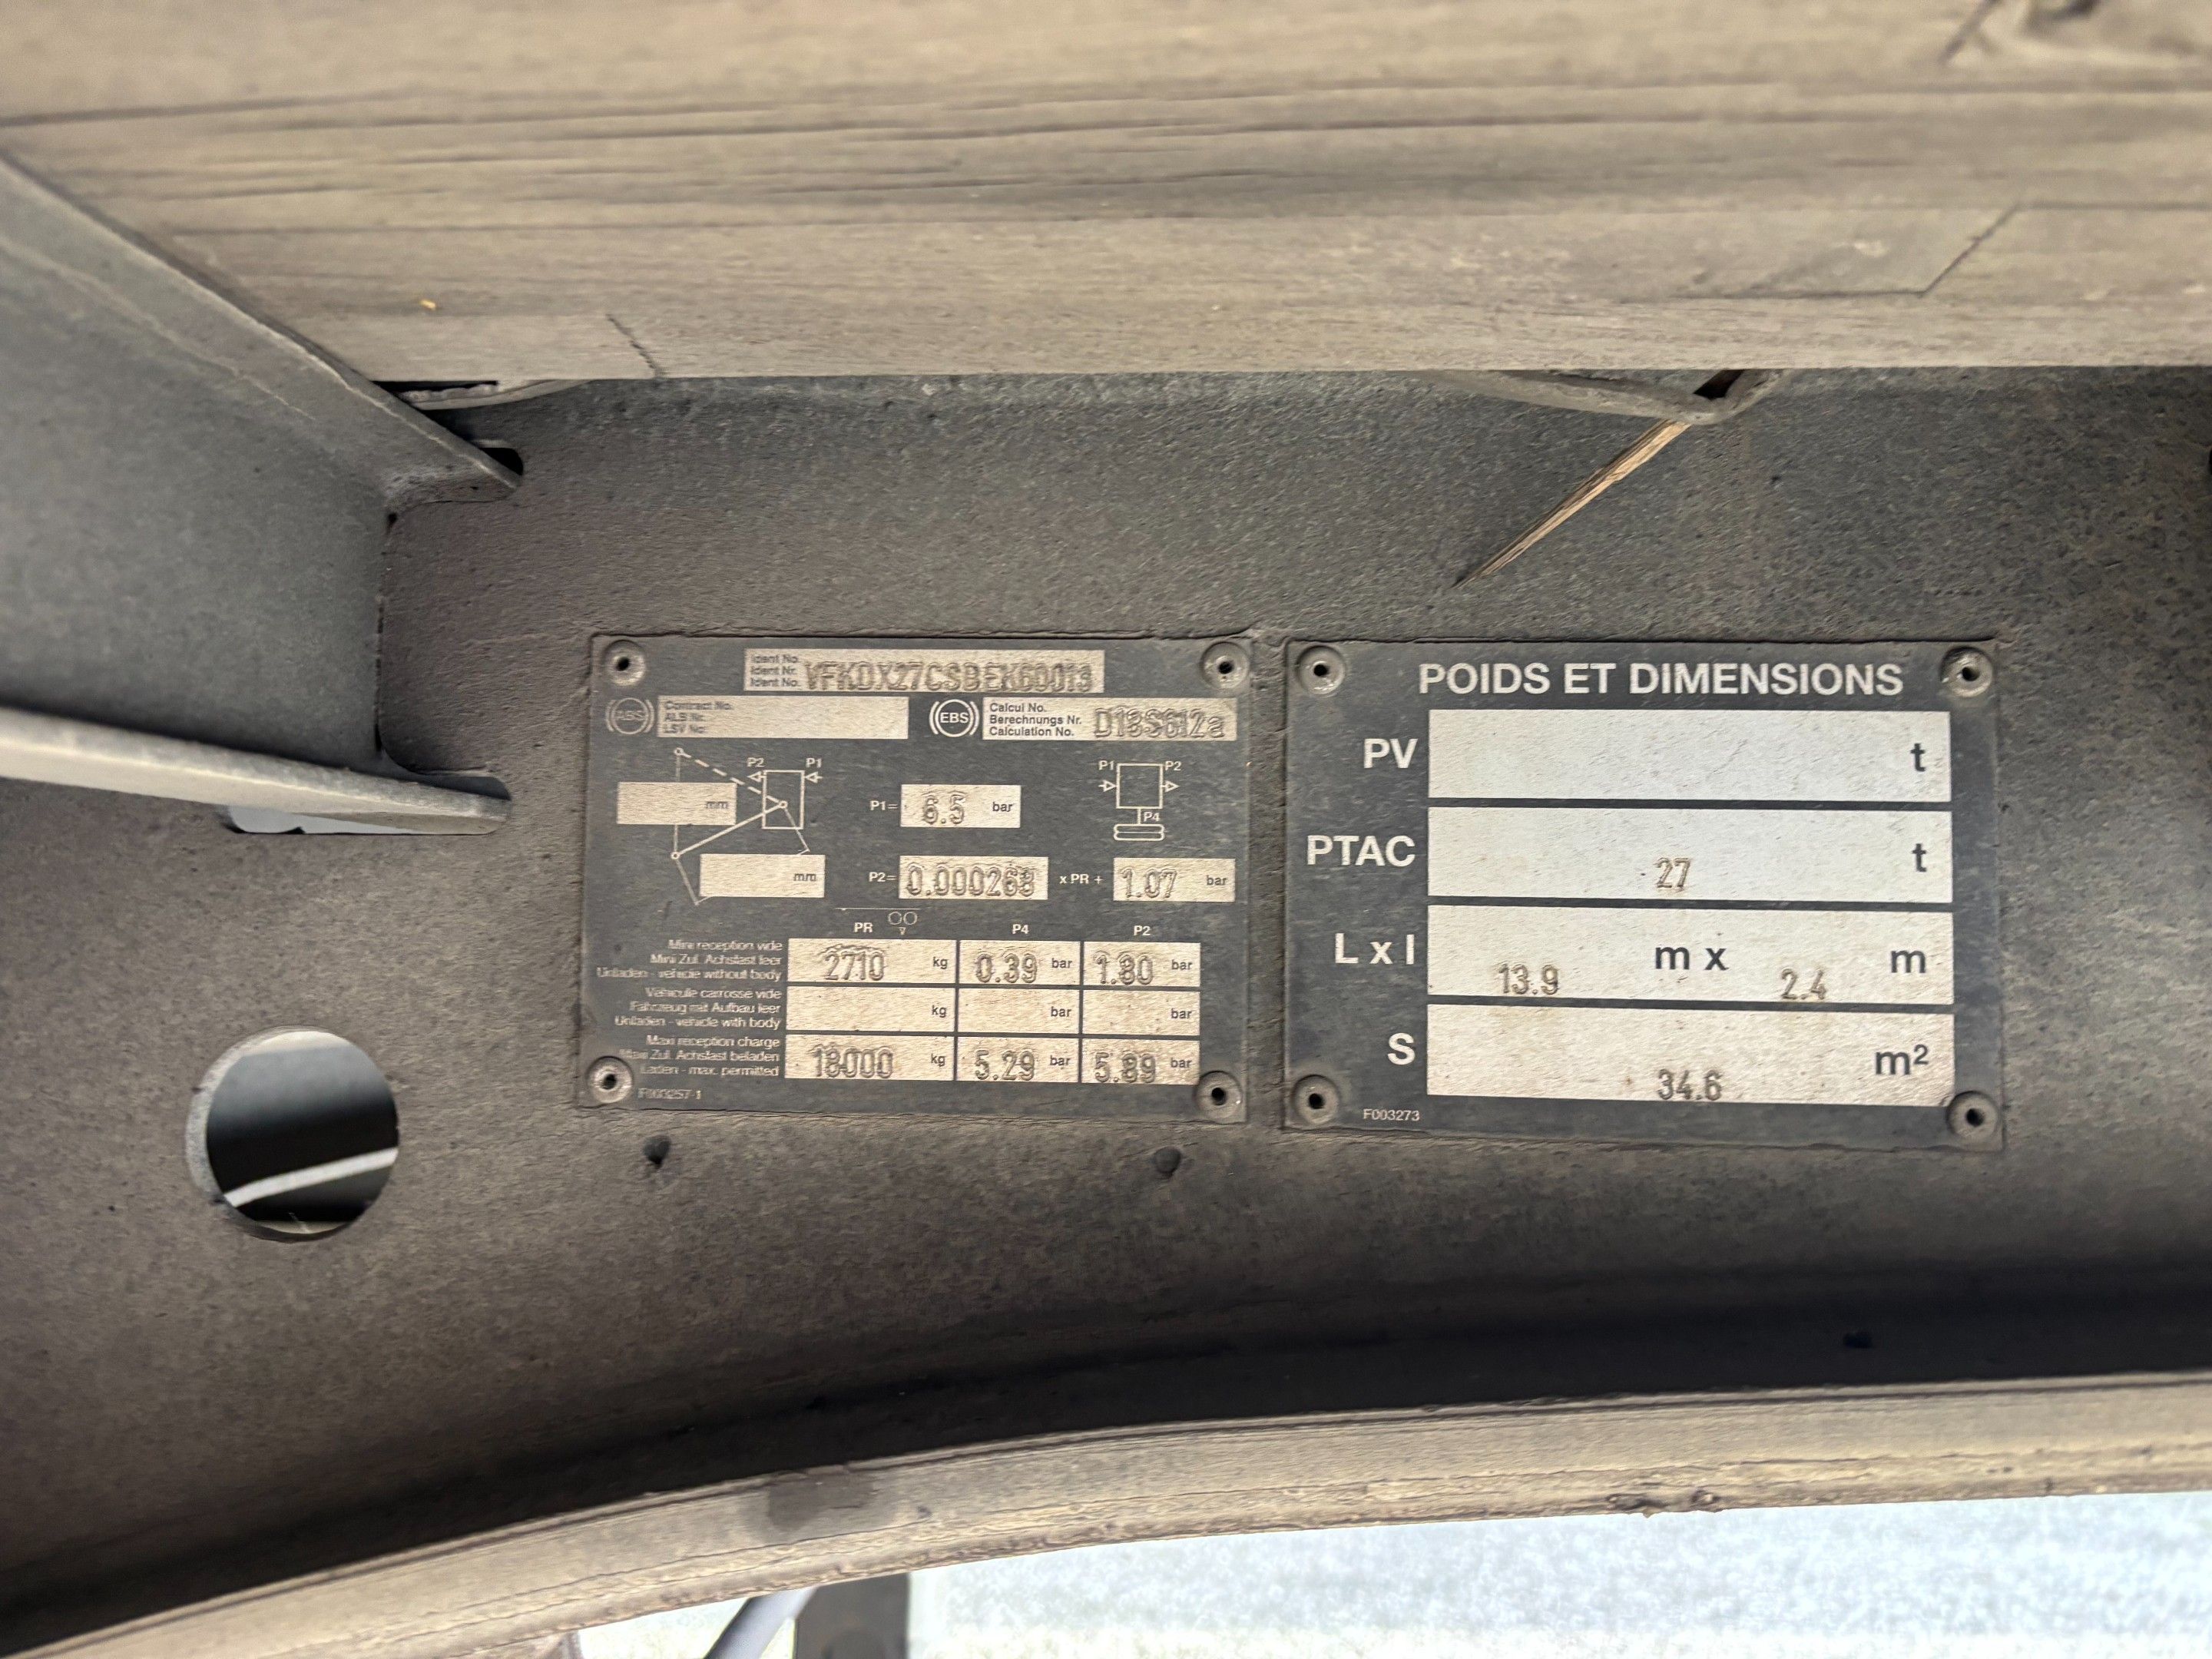 Ident No.
Ident Nr.
Ident No.
VFKDX27CSBEK60013
ABS
Contract No.
ALB Nr.
LSV No.
EBS
Calcul No.
Berechnungs Nr.
Calculation No.
D18S612a
P2 P1
mm
mm
P1= 6.5 bar
P1 P2
P4
P2= 0.000268 x PR + 1.07 bar
PR P4 P2
Mini reception vide
Mini Zul. Achslast leer
Unladen - vehicle without body
2710 kg 0.39 bar 1.80 bar
Vehicule carrosse vide
Fahrzeug mit Aufbau leer
Unladen - vehicle with body
kg bar bar
Maxi reception charge
Maxi Zul. Achslast beladen
Laden - max. permitted
18000 kg 5.29 bar 5.89 bar
F003257-1
POIDS ET DIMENSIONS
PV t
PTAC 27 t
L x l 13.9 m x 2.4 m
S 34.6 m²
F003273